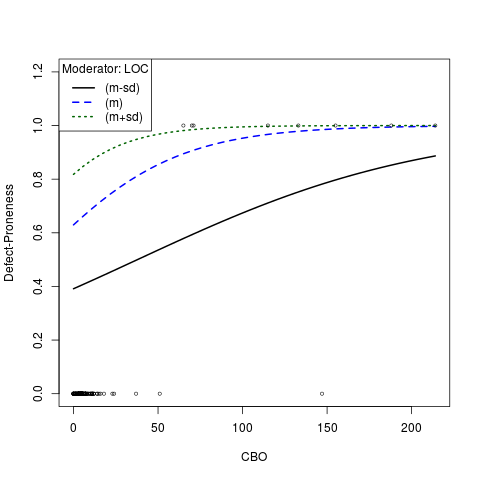 Moderator: LOC
(m-sd)
(m)
(m+sd)
Defect-Proneness
1.2
1.0
0.8
0.6
0.4
0.2
0.0
0 50 100 150 200
CBO